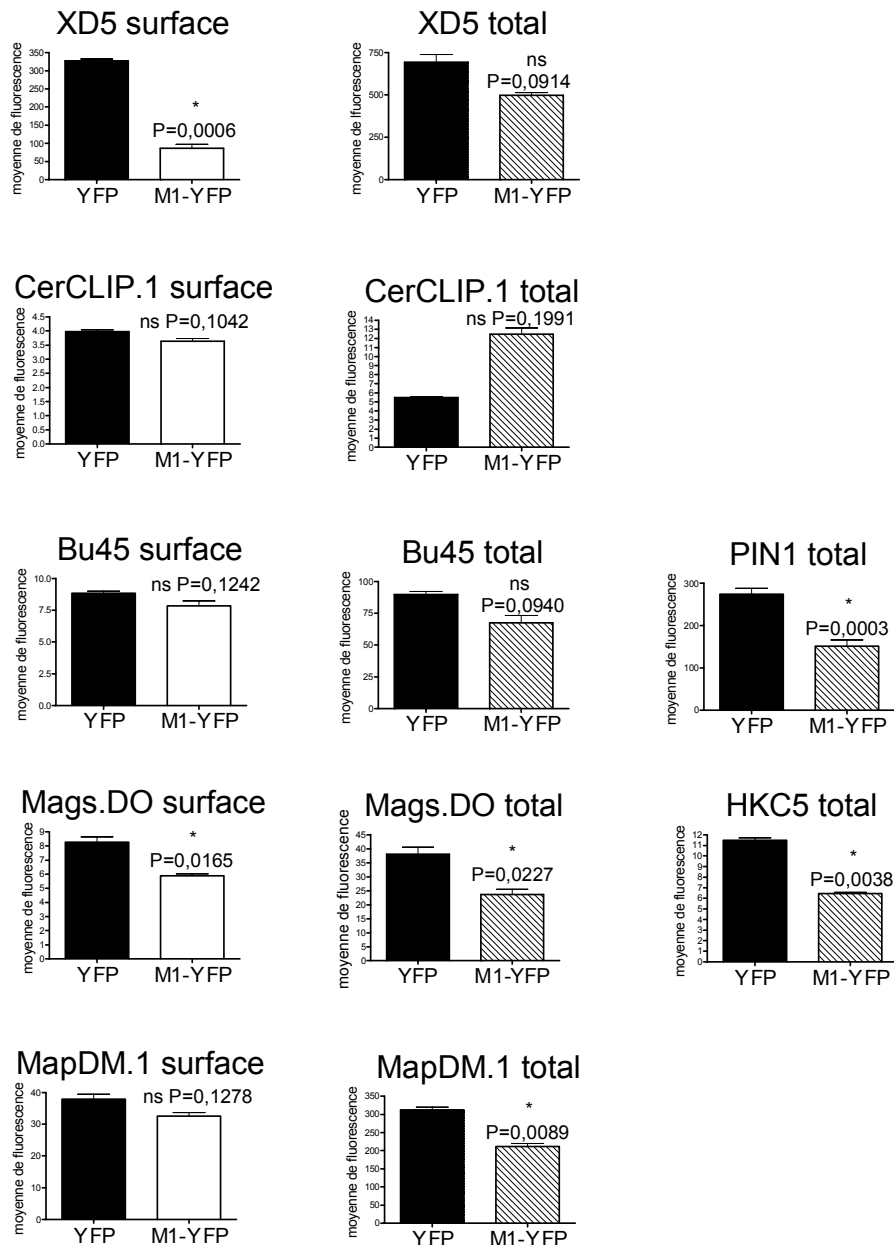 XD5 surface
moyenne de fluorescence
350
300
250
200
150
100
50
0
*
P=0,0006
YFP
M1-YFP
XD5 total
moyenne de lfuorescence
750
500
250
0
ns
P=0,0914
YFP
M1-YFP
CerCLIP.1 surface
moyenne de fluorescence
4.5
4.0
3.5
3.0
2.5
2.0
1.5
1.0
0.5
0.0
ns P=0,1042
YFP
M1-YFP
CerCLIP.1 total
moyenne de fluorescence
14
13
12
11
10
9
8
7
6
5
4
3
2
1
0
ns P=0,1991
YFP
M1-YFP
Bu45 surface
moyenne de fluorescence
10.0
7.5
5.0
2.5
0.0
ns P=0,1242
YFP
M1-YFP
Bu45 total
moyenne de fluorescence
100
75
50
25
0
ns
P=0,0940
YFP
M1-YFP
PIN1 total
moyenne de fluorescence
300
200
100
0
*
P=0,0003
YFP
M1-YFP
Mags.DO surface
moyenne de fluorescence
9
8
7
6
5
4
3
2
1
0
*
P=0,0165
YFP
M1-YFP
Mags.DO total
moyenne de fluorescence
45
40
35
30
25
20
15
10
5
0
*
P=0,0227
YFP
M1-YFP
HKC5 total
moyenne de fluorescence
12
11
10
9
8
7
6
5
4
3
2
1
0
*
P=0,0038
YFP
M1-YFP
MapDM.1 surface
moyenne de fluorescence
40
30
20
10
0
ns P=0,1278
YFP
M1-YFP
MapDM.1 total
moyenne de fluorescence
350
300
250
200
150
100
50
0
*
P=0,0089
YFP
M1-YFP